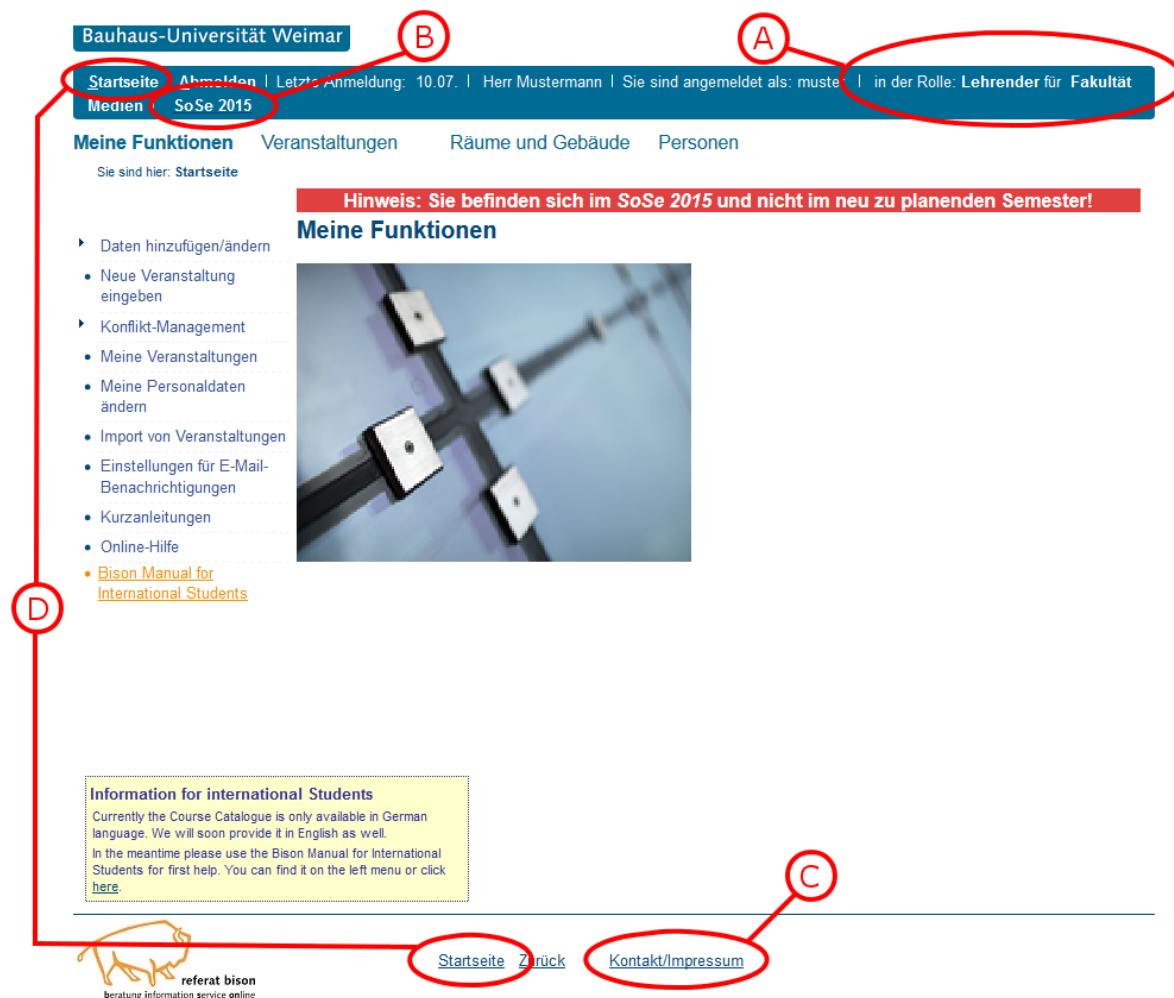 Bauhaus-Universität Weimar
B
A
Startseite Abmelden | Letzte Anmeldung: 10.07. | Herr Mustermann | Sie sind angemeldet als: muster | in der Rolle: Lehrender für Fakultät
Medien | SoSe 2015
Meine Funktionen Veranstaltungen Räume und Gebäude Personen
Sie sind hier: Startseite
Hinweis: Sie befinden sich im SoSe 2015 und nicht im neu zu planenden Semester!
Meine Funktionen
Daten hinzufügen/ändern
Neue Veranstaltung
eingeben
Konflikt-Management
Meine Veranstaltungen
Meine Personaldaten
ändern
Import von Veranstaltungen
Einstellungen für E-Mail-
Benachrichtigungen
Kurzanleitungen
Online-Hilfe
Bison Manual for
International Students
D
Information for international Students
Currently the Course Catalogue is only available in German
language. We will soon provide it in English as well.
In the meantime please use the Bison Manual for International
Students for first help. You can find it on the left menu or click
here.
C
Startseite Zurück Kontakt/Impressum
referat bison
beratung information service online